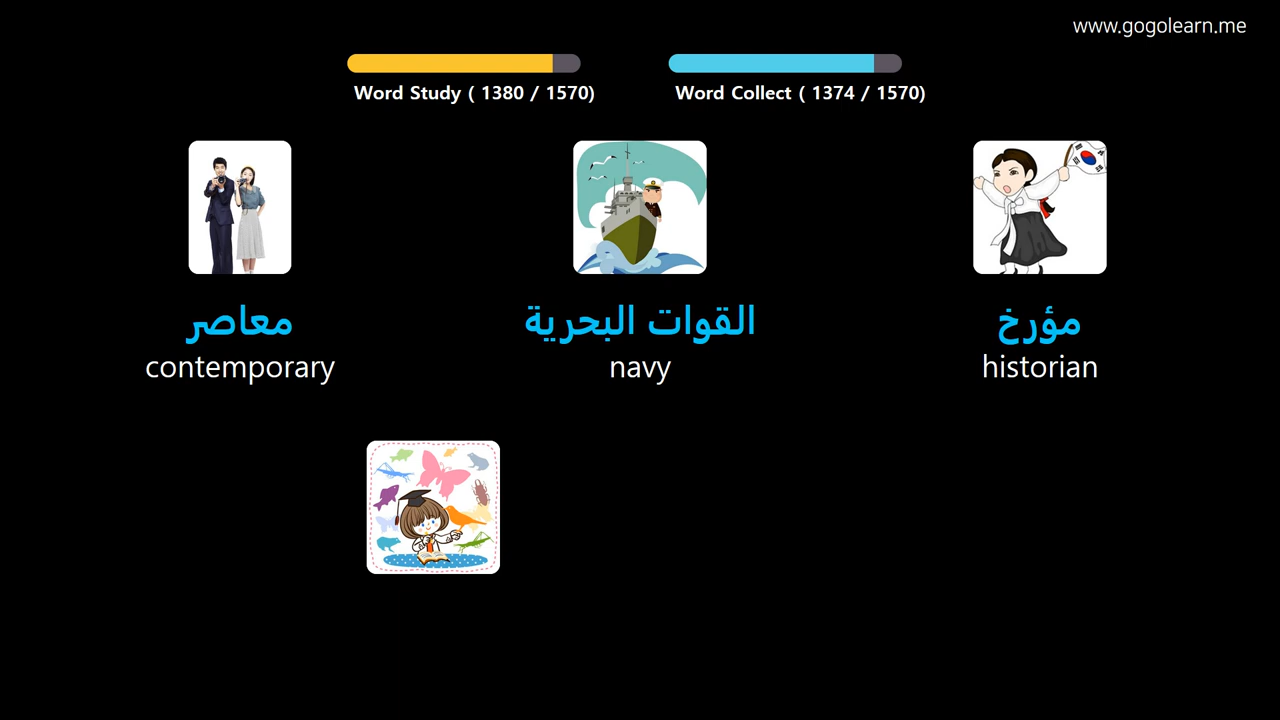 www.gogolearn.me
Word Study ( 1380 / 1570)
Word Collect ( 1374 / 1570)
معاصر
contemporary
القوات البحرية
navy
مؤرخ
historian